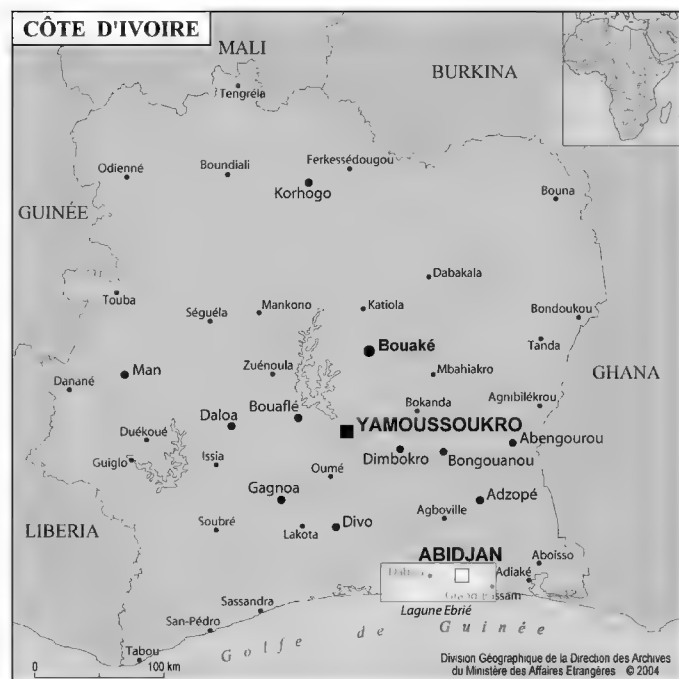 CÔTE D'IVOIRE
MALI
BURKINA
Tengréla
Ferkessédougou
Odienné
Boundiali
Korhogo
Bouna
GUINÉE
Dabakala
Touba
Séguéla
Mankono
Katiola
Bondoukou
Bouaké
Tanda
Man
Zuénoula
Mbahiakro
GHANA
Danané
Bokanda
Agnibilékrou
Bouaflé
Daloa
YAMOUSSOUKRO
Duékoué
Abengourou
Guiglo
Issia
Dimbokro
Bongouanou
Oumé
Gagnoa
Adzopé
Agboville
LIBERIA
Soubré
Lakota
Divo
ABIDJAN
Aboisso
Adiaké
Sassandra
Lagune Ebrié
San-Pédro
Golfe de Guinée
Tabou
0 100 km
Division Géographique de la Direction des Archives
du Ministère des Affaires Etrangères © 2004